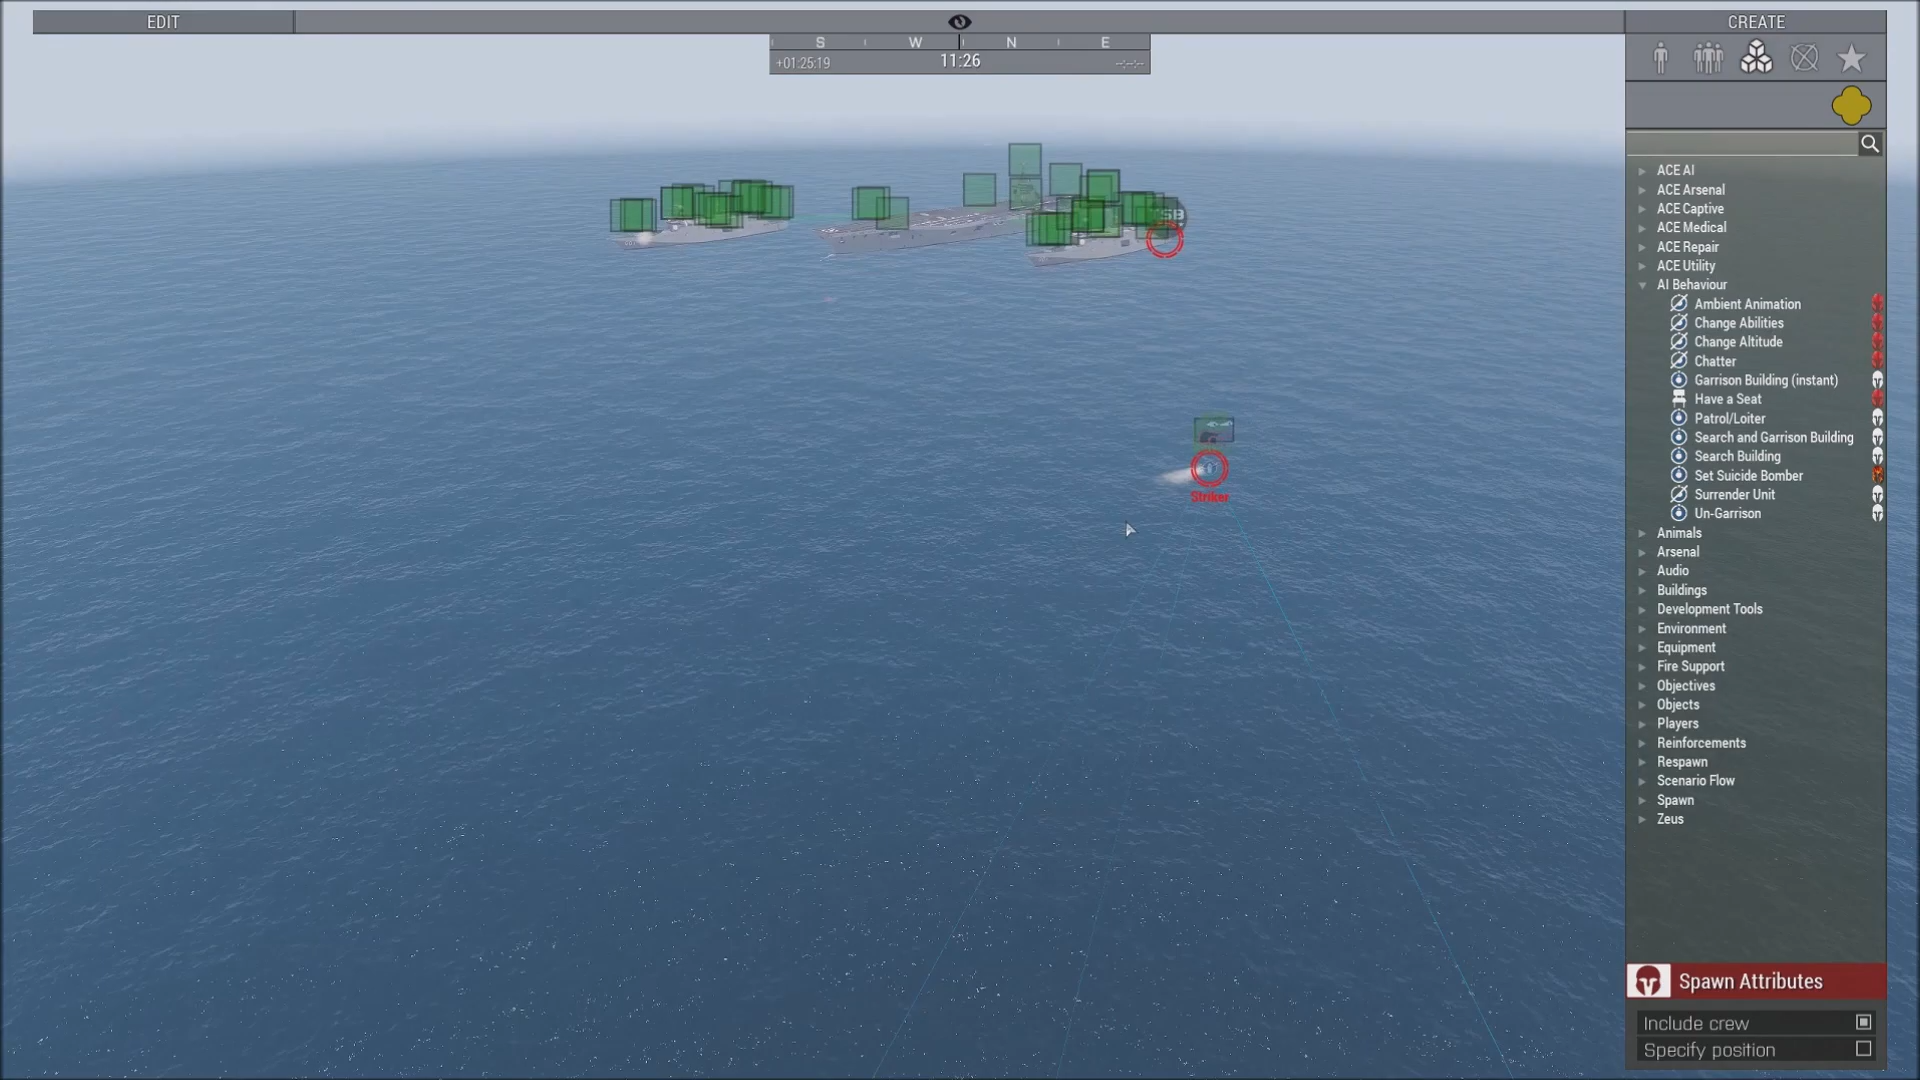 EDIT
CREATE
S W N E
+01:25:19 11:26 --:--
SB
Striker
ACE AI
ACE Arsenal
ACE Captive
ACE Medical
ACE Repair
ACE Utility
AI Behaviour
Ambient Animation
Change Abilities
Change Altitude
Chatter
Garrison Building (instant)
Have a Seat
Patrol/Loiter
Search and Garrison Building
Search Building
Set Suicide Bomber
Surrender Unit
Un-Garrison
Animals
Arsenal
Audio
Buildings
Development Tools
Environment
Equipment
Fire Support
Objectives
Objects
Players
Reinforcements
Respawn
Scenario Flow
Spawn
Zeus
Spawn Attributes
Include crew
Specify position